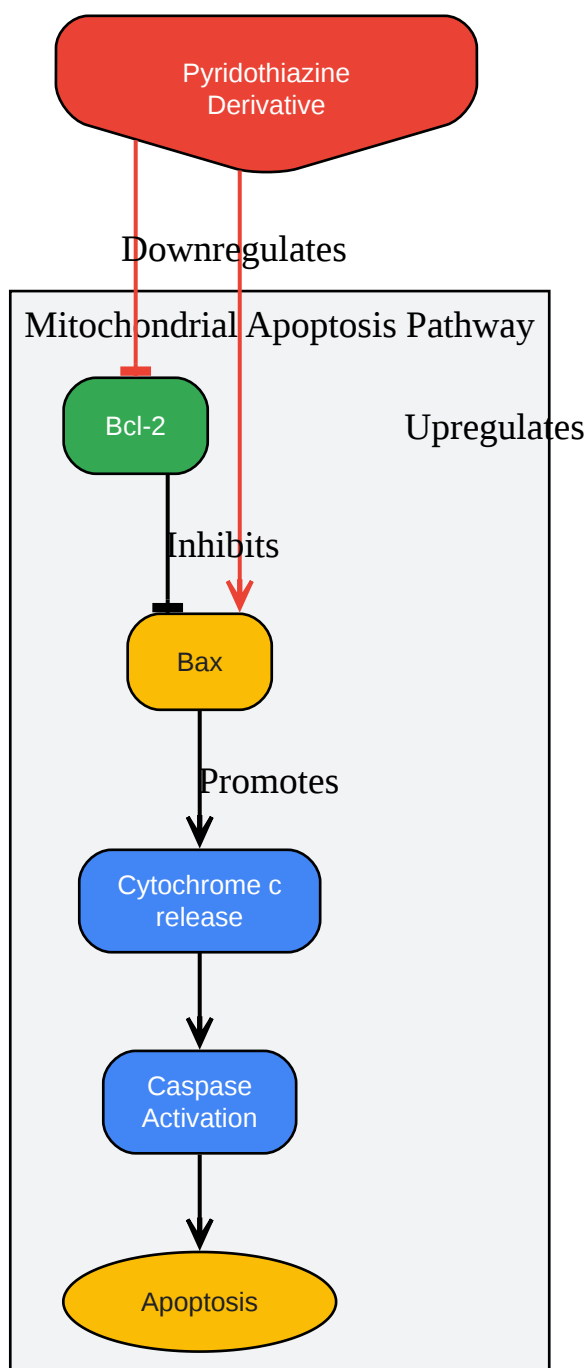 Pyridothiazine
Derivative
Downregulates
Mitochondrial Apoptosis Pathway
Bcl-2
Upregulates
Inhibits
Bax
Promotes
Cytochrome c
release
Caspase
Activation
Apoptosis